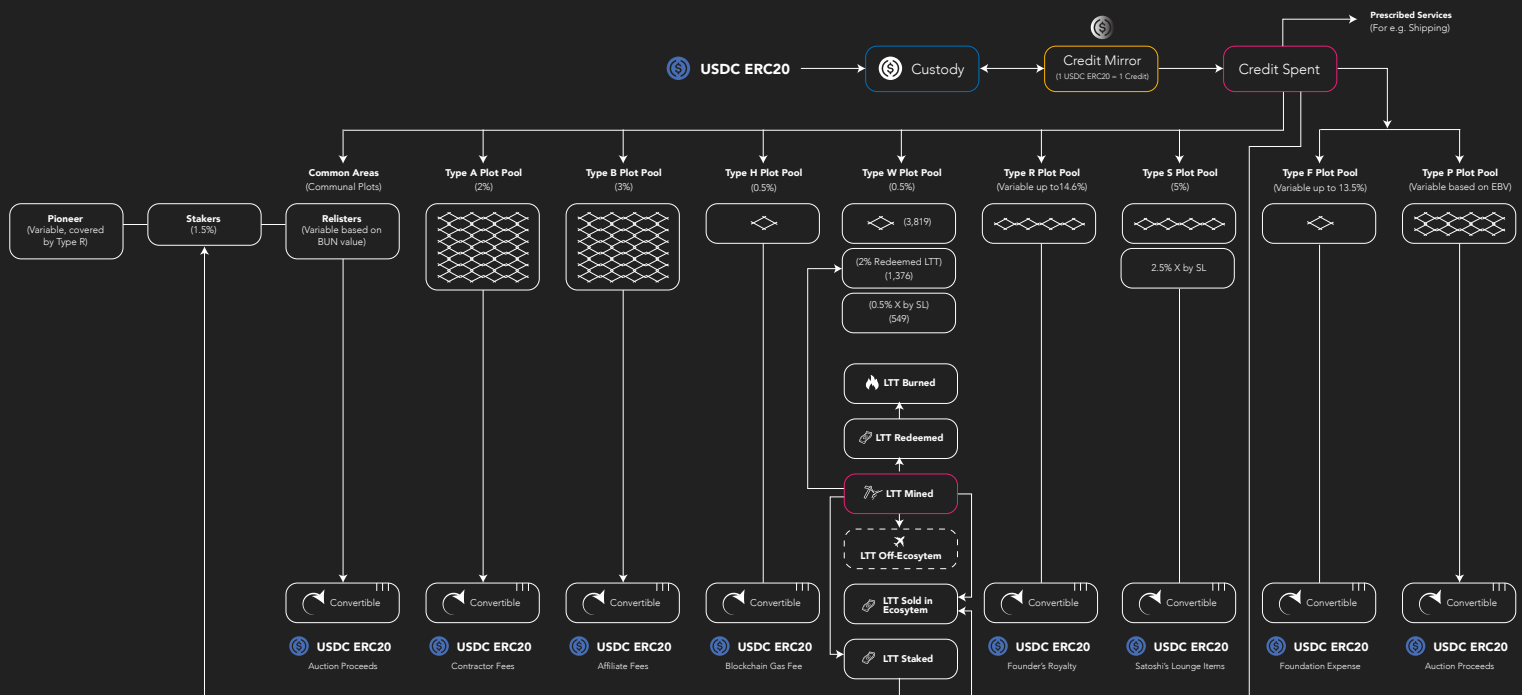 Prescribed Services
(For e.g. Shipping)
USDC ERC20
Custody
Credit Mirror
(1 USDC ERC20 = 1 Credit)
Credit Spent
Common Areas
(Communal Plots)
Type A Plot Pool
(2%)
Type B Plot Pool
(3%)
Type H Plot Pool
(0.5%)
Type W Plot Pool
(0.5%)
Type R Plot Pool
(Variable up to14.6%)
Type S Plot Pool
(5%)
Type F Plot Pool
(Variable up to 13.5%)
Type P Plot Pool
(Variable based on EBV)
Pioneer
(Variable, covered
by Type R)
Stakers
(1.5%)
Relisters
(Variable based on
BUN value)
(3,819)
(2% Redeemed LTT)
(1,376)
2.5% X by SL
(0.5% X by SL)
(549)
LTT Burned
LTT Redeemed
LTT Mined
LTT Off-Ecosytem
LTT Sold in
Ecosytem
LTT Staked
Convertible
USDC ERC20
Auction Proceeds
Convertible
USDC ERC20
Contractor Fees
Convertible
USDC ERC20
Affiliate Fees
Convertible
USDC ERC20
Blockchain Gas Fee
Convertible
USDC ERC20
Founder's Royalty
Convertible
USDC ERC20
Satoshi's Lounge Items
Convertible
USDC ERC20
Foundation Expense
Convertible
USDC ERC20
Auction Proceeds